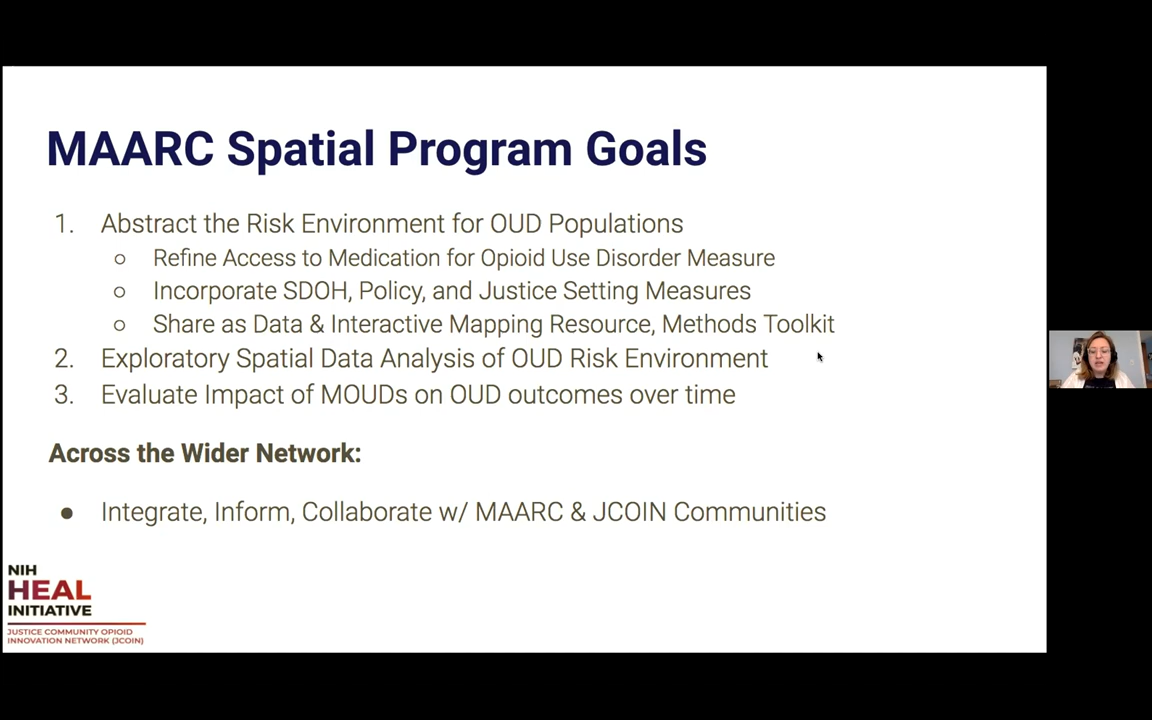 MAARC Spatial Program Goals
1. Abstract the Risk Environment for OUD Populations
○ Refine Access to Medication for Opioid Use Disorder Measure
○ Incorporate SDOH, Policy, and Justice Setting Measures
○ Share as Data & Interactive Mapping Resource, Methods Toolkit
2. Exploratory Spatial Data Analysis of OUD Risk Environment
3. Evaluate Impact of MOUDs on OUD outcomes over time
Across the Wider Network:
● Integrate, Inform, Collaborate w/ MAARC & JCOIN Communities
NIH
HEAL
INITIATIVE
JUSTICE COMMUNITY OPIOID
INNOVATION NETWORK (JCOIN)